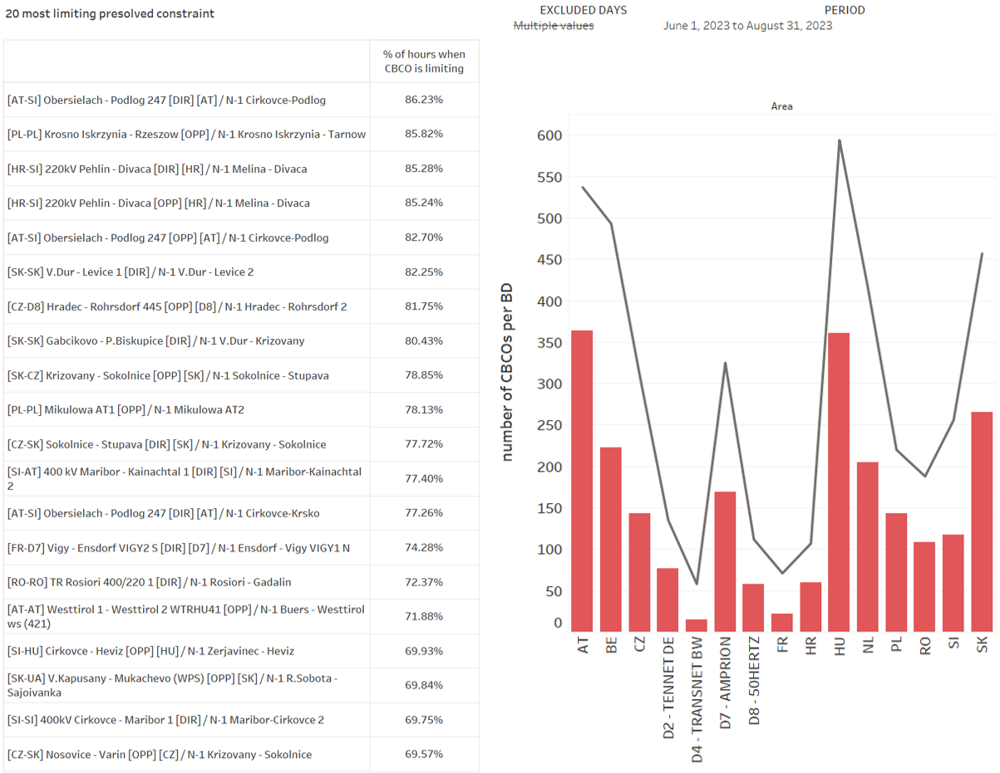 20 most limiting presolved constraint
% of hours when
CBCO is limiting
[AT-SI] Obersielach - Podlog 247 [DIR] [AT] / N-1 Cirkovce-Podlog 86.23%
[PL-PL] Krosno Iskrzynia - Rzeszow [OPP] / N-1 Krosno Iskrzynia - Tarnow 85.82%
[HR-SI] 220kV Pehlin - Divaca [DIR] [HR] / N-1 Melina - Divaca 85.28%
[HR-SI] 220kV Pehlin - Divaca [OPP] [HR] / N-1 Melina - Divaca 85.24%
[AT-SI] Obersielach - Podlog 247 [OPP] [AT] / N-1 Cirkovce-Podlog 82.70%
[SK-SK] V.Dur - Levice 1 [DIR] / N-1 V.Dur - Levice 2 82.25%
[CZ-D8] Hradec - Rohrsdorf 445 [OPP] [D8] / N-1 Hradec - Rohrsdorf 2 81.75%
[SK-SK] Gabcikovo - P.Biskupice [DIR] / N-1 V.Dur - Krizovany 80.43%
[SK-CZ] Krizovany - Sokolnice [OPP] [SK] / N-1 Sokolnice - Stupava 78.85%
[PL-PL] Mikulowa AT1 [OPP] / N-1 Mikulowa AT2 78.13%
[CZ-SK] Sokolnice - Stupava [DIR] [SK] / N-1 Krizovany - Sokolnice 77.72%
[SI-AT] 400 kV Maribor - Kainachtal 1 [DIR] [SI] / N-1 Maribor-Kainachtal
2 77.40%
[AT-SI] Obersielach - Podlog 247 [DIR] [AT] / N-1 Cirkovce-Krsko 77.26%
[FR-D7] Vigy - Ensdorf VIGY2 S [DIR] [D7] / N-1 Ensdorf - Vigy VIGY1 N 74.28%
[RO-RO] TR Rosiori 400/220 1 [DIR] / N-1 Rosiori - Gadalin 72.37%
[AT-AT] Westtirol 1 - Westtirol 2 WTRHU41 [OPP] / N-1 Buers - Westtirol
ws (421) 71.88%
[SI-HU] Cirkovce - Heviz [OPP] [HU] / N-1 Zerjavinec - Heviz 69.93%
[SK-UA] V.Kapusany - Mukachevo (WPS) [OPP] [SK] / N-1 R.Sobota -
Sajoivanka 69.84%
[SI-SI] 400kV Cirkovce - Maribor 1 [DIR] / N-1 Maribor-Cirkovce 2 69.75%
[CZ-SK] Nosovice - Varin [OPP] [CZ] / N-1 Krizovany - Sokolnice 69.57%
EXCLUDED DAYS PERIOD
Multiple values June 1, 2023 to August 31, 2023
Area
number of CBCOs per BD
600
550
500
450
400
350
300
250
200
150
100
50
0
AT
BE
CZ
D2 - TENNET DE
D4 - TRANSNET BW
D7 - AMPRION
D8 - 50HERTZ
FR
HR
HU
NL
PL
RO
SI
SK